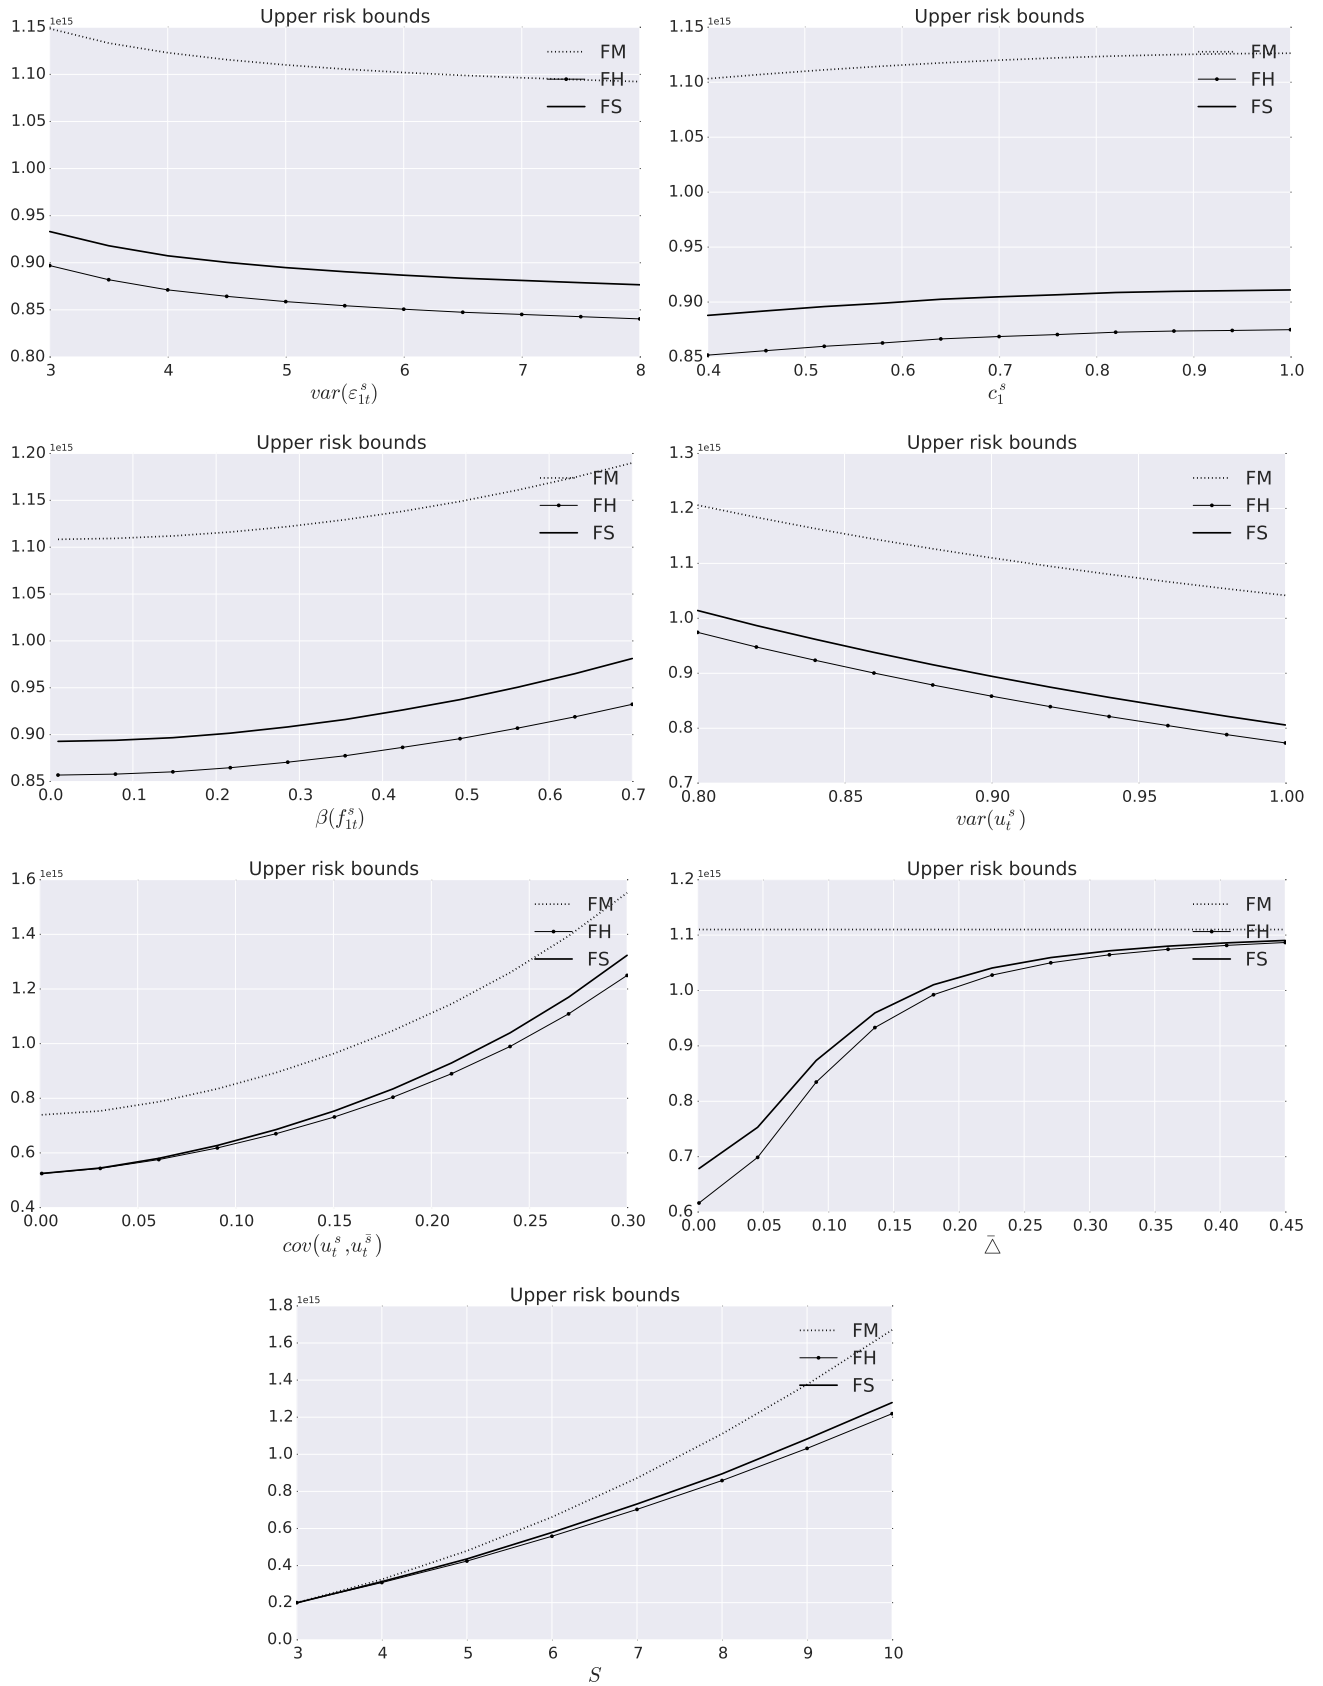 Upper risk bounds
1e15
1.15
1.10
1.05
1.00
0.95
0.90
0.85
0.80
FM
FH
FS
3 4 5 6 7 8
var(ε₁ₜˢ)
Upper risk bounds
1e15
1.15
1.10
1.05
1.00
0.95
0.90
0.85
FM
FH
FS
0.4 0.5 0.6 0.7 0.8 0.9 1.0
c₁ˢ
Upper risk bounds
1e15
1.20
1.15
1.10
1.05
1.00
0.95
0.90
0.85
FM
FH
FS
0.0 0.1 0.2 0.3 0.4 0.5 0.6 0.7
β(f₁ₜˢ)
Upper risk bounds
1e15
1.3
1.2
1.1
1.0
0.9
0.8
0.7
FM
FH
FS
0.80 0.85 0.90 0.95 1.00
var(uₜˢ)
Upper risk bounds
1e15
1.6
1.4
1.2
1.0
0.8
0.6
0.4
FM
FH
FS
0.00 0.05 0.10 0.15 0.20 0.25 0.30
cov(uₜˢ,uₜˢ̄)
Upper risk bounds
1e15
1.2
1.1
1.0
0.9
0.8
0.7
0.6
FM
FH
FS
0.00 0.05 0.10 0.15 0.20 0.25 0.30 0.35 0.40 0.45
△̄
Upper risk bounds
1e15
1.8
1.6
1.4
1.2
1.0
0.8
0.6
0.4
0.2
0.0
FM
FH
FS
3 4 5 6 7 8 9 10
S